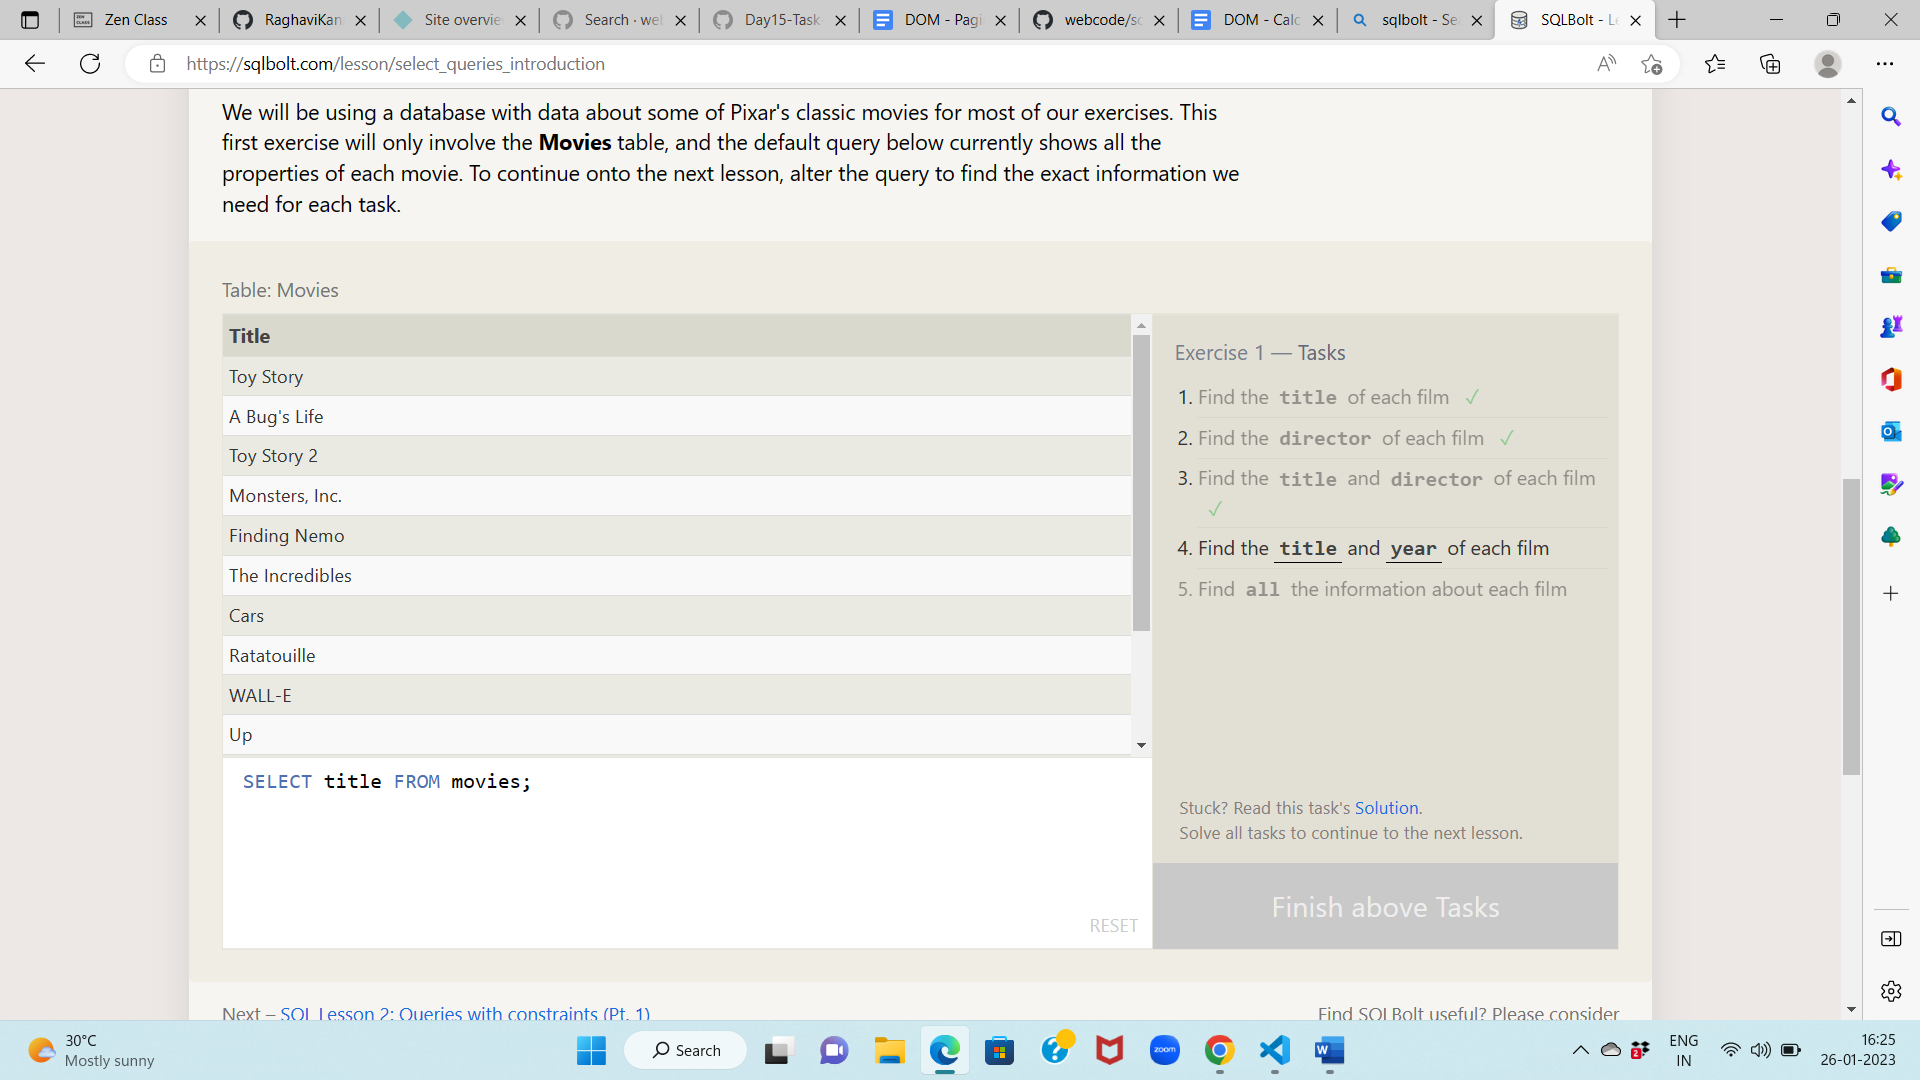 Zen Class
RaghaviKan
Site overvie
Search · we
Day15-Task
DOM - Pagi
webcode/sc
DOM - Calc
sqlbolt - Se
SQLBolt - Le
https://sqlbolt.com/lesson/select_queries_introduction
We will be using a database with data about some of Pixar's classic movies for most of our exercises. This
first exercise will only involve the Movies table, and the default query below currently shows all the
properties of each movie. To continue onto the next lesson, alter the query to find the exact information we
need for each task.
Table: Movies
Title
Toy Story
A Bug's Life
Toy Story 2
Monsters, Inc.
Finding Nemo
The Incredibles
Cars
Ratatouille
WALL-E
Up
SELECT title FROM movies;
RESET
Exercise 1 — Tasks
1. Find the title of each film ✓
2. Find the director of each film ✓
3. Find the title and director of each film
✓
4. Find the title and year of each film
5. Find all the information about each film
Stuck? Read this task's Solution.
Solve all tasks to continue to the next lesson.
Finish above Tasks
Next – SQL Lesson 2: Queries with constraints (Pt. 1)
Find SQLBolt useful? Please consider
30°C
Mostly sunny
Search
zoom
2
ENG
IN
16:25
26-01-2023